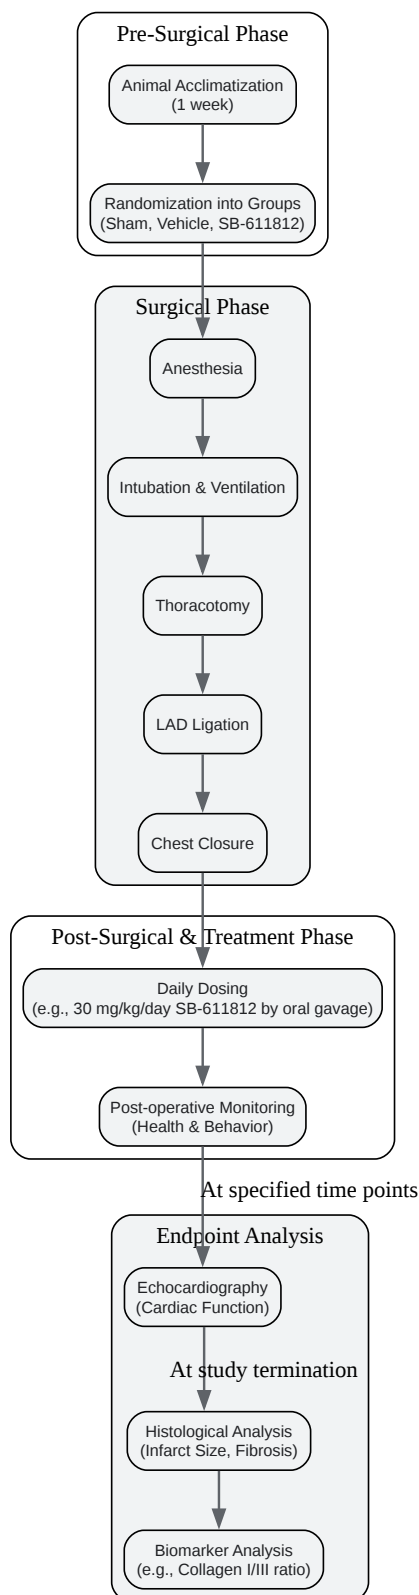 Pre-Surgical Phase
Animal Acclimatization
(1 week)
Randomization into Groups
(Sham, Vehicle, SB-611812)
Surgical Phase
Anesthesia
Intubation & Ventilation
Thoracotomy
LAD Ligation
Chest Closure
Post-Surgical & Treatment Phase
Daily Dosing
(e.g., 30 mg/kg/day SB-611812 by oral gavage)
Post-operative Monitoring
(Health & Behavior)
At specified time points
Endpoint Analysis
Echocardiography
(Cardiac Function)
At study termination
Histological Analysis
(Infarct Size, Fibrosis)
Biomarker Analysis
(e.g., Collagen I/III ratio)